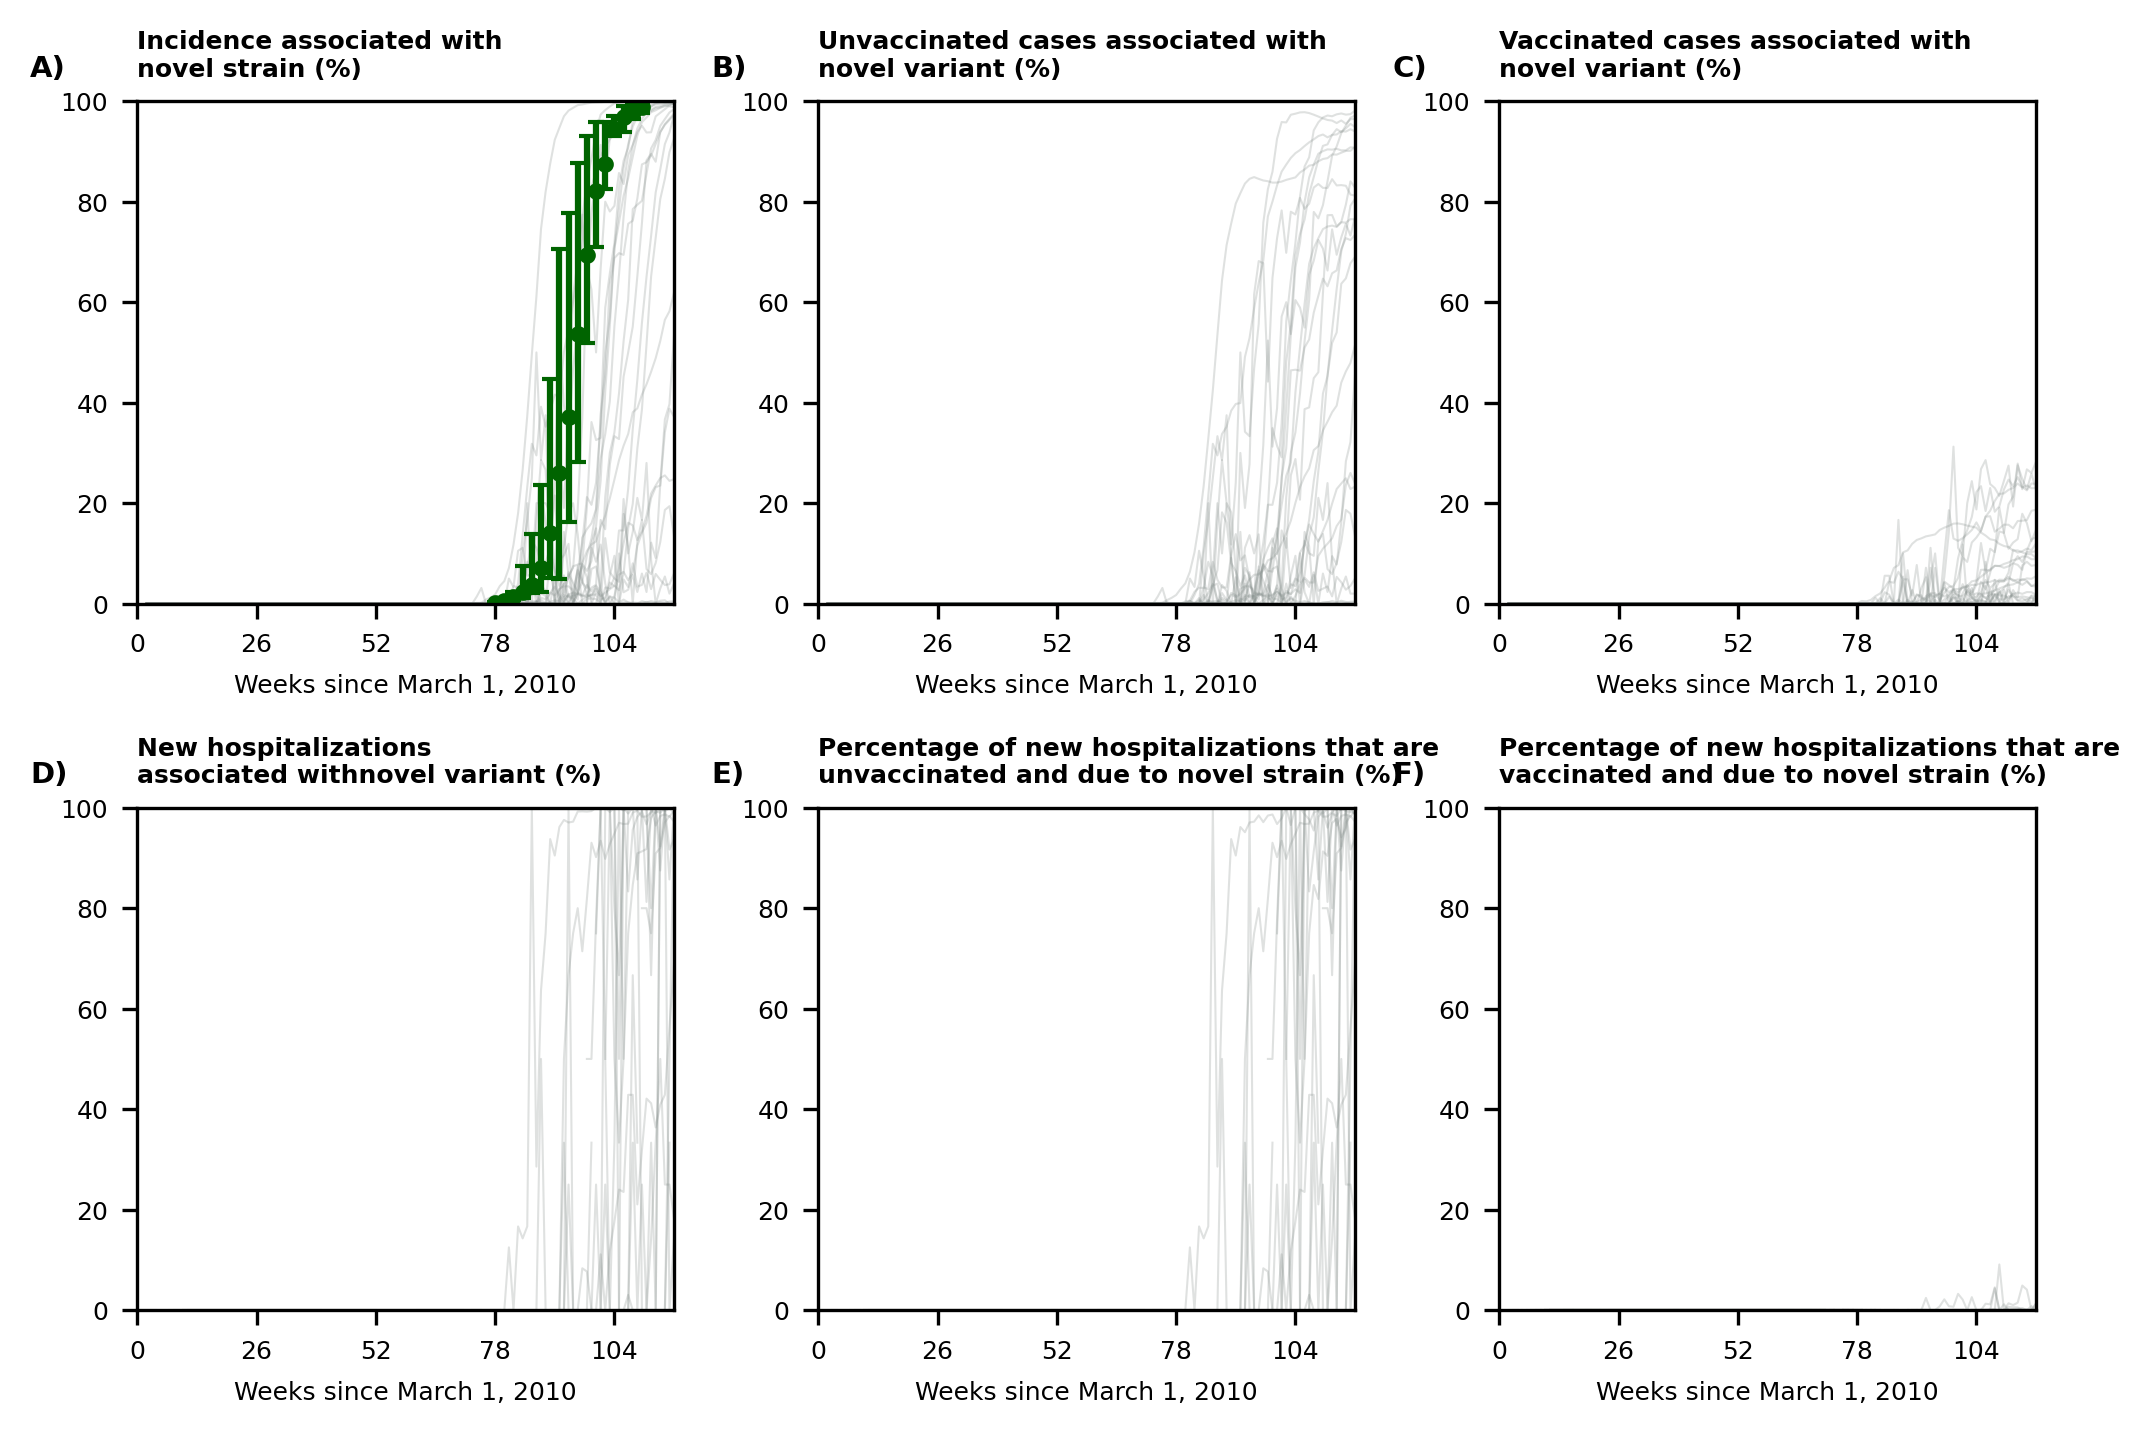 A)
Incidence associated with
novel strain (%)
100
80
60
40
20
0
0 26 52 78 104
Weeks since March 1, 2010
B)
Unvaccinated cases associated with
novel variant (%)
100
80
60
40
20
0
0 26 52 78 104
Weeks since March 1, 2010
C)
Vaccinated cases associated with
novel variant (%)
100
80
60
40
20
0
0 26 52 78 104
Weeks since March 1, 2010
D)
New hospitalizations
associated withnovel variant (%)
100
80
60
40
20
0
0 26 52 78 104
Weeks since March 1, 2010
E)
Percentage of new hospitalizations that are
unvaccinated and due to novel strain (%)
100
80
60
40
20
0
0 26 52 78 104
Weeks since March 1, 2010
F)
Percentage of new hospitalizations that are
vaccinated and due to novel strain (%)
100
80
60
40
20
0
0 26 52 78 104
Weeks since March 1, 2010